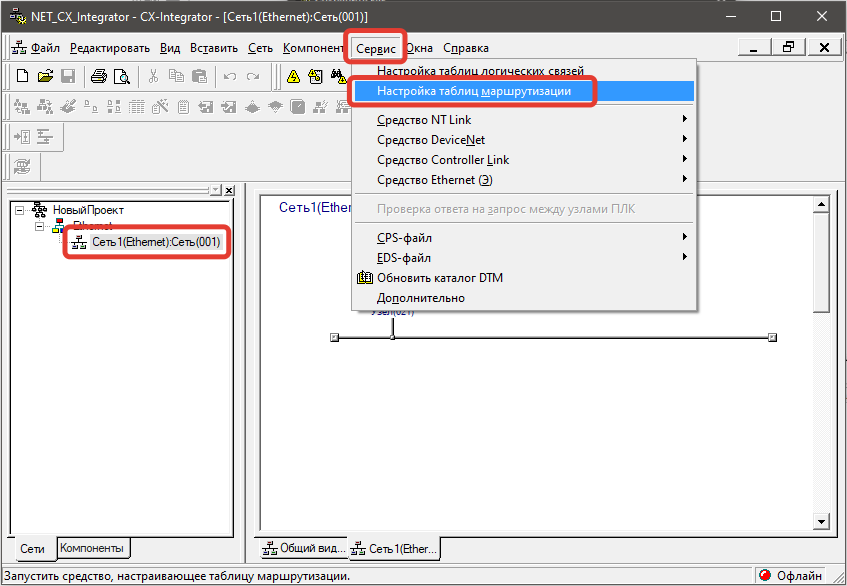 NET_CX_Integrator - CX-Integrator - [Сеть1(Ethernet):Сеть(001)]
Файл Редактировать Вид Вставить Сеть Компонент Сервис Окна Справка
Настройка таблиц логических связей
Настройка таблиц маршрутизации
Средство NT Link
Средство DeviceNet
Средство Controller Link
Средство Ethernet (Э)
Проверка ответа на запрос между узлами ПЛК
CPS-файл
EDS-файл
Обновить каталог DTM
Дополнительно
НовыйПроект
Ethernet
Сеть1(Ethernet):Сеть(001)
Сеть1(Ether
Узел(021)
Сети Компоненты
Общий вид... Сеть1(Ether...
Запустить средство, настраивающее таблицу маршрутизации.
Офлайн